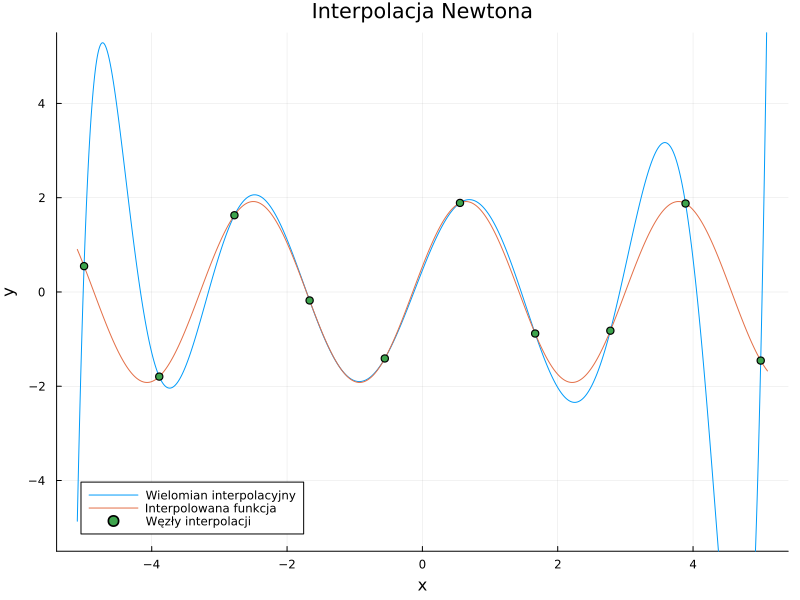 Interpolacja Newtona
y
4
2
0
−2
−4
Wielomian interpolacyjny
Interpolowana funkcja
Węzły interpolacji
−4
−2
0
2
4
x